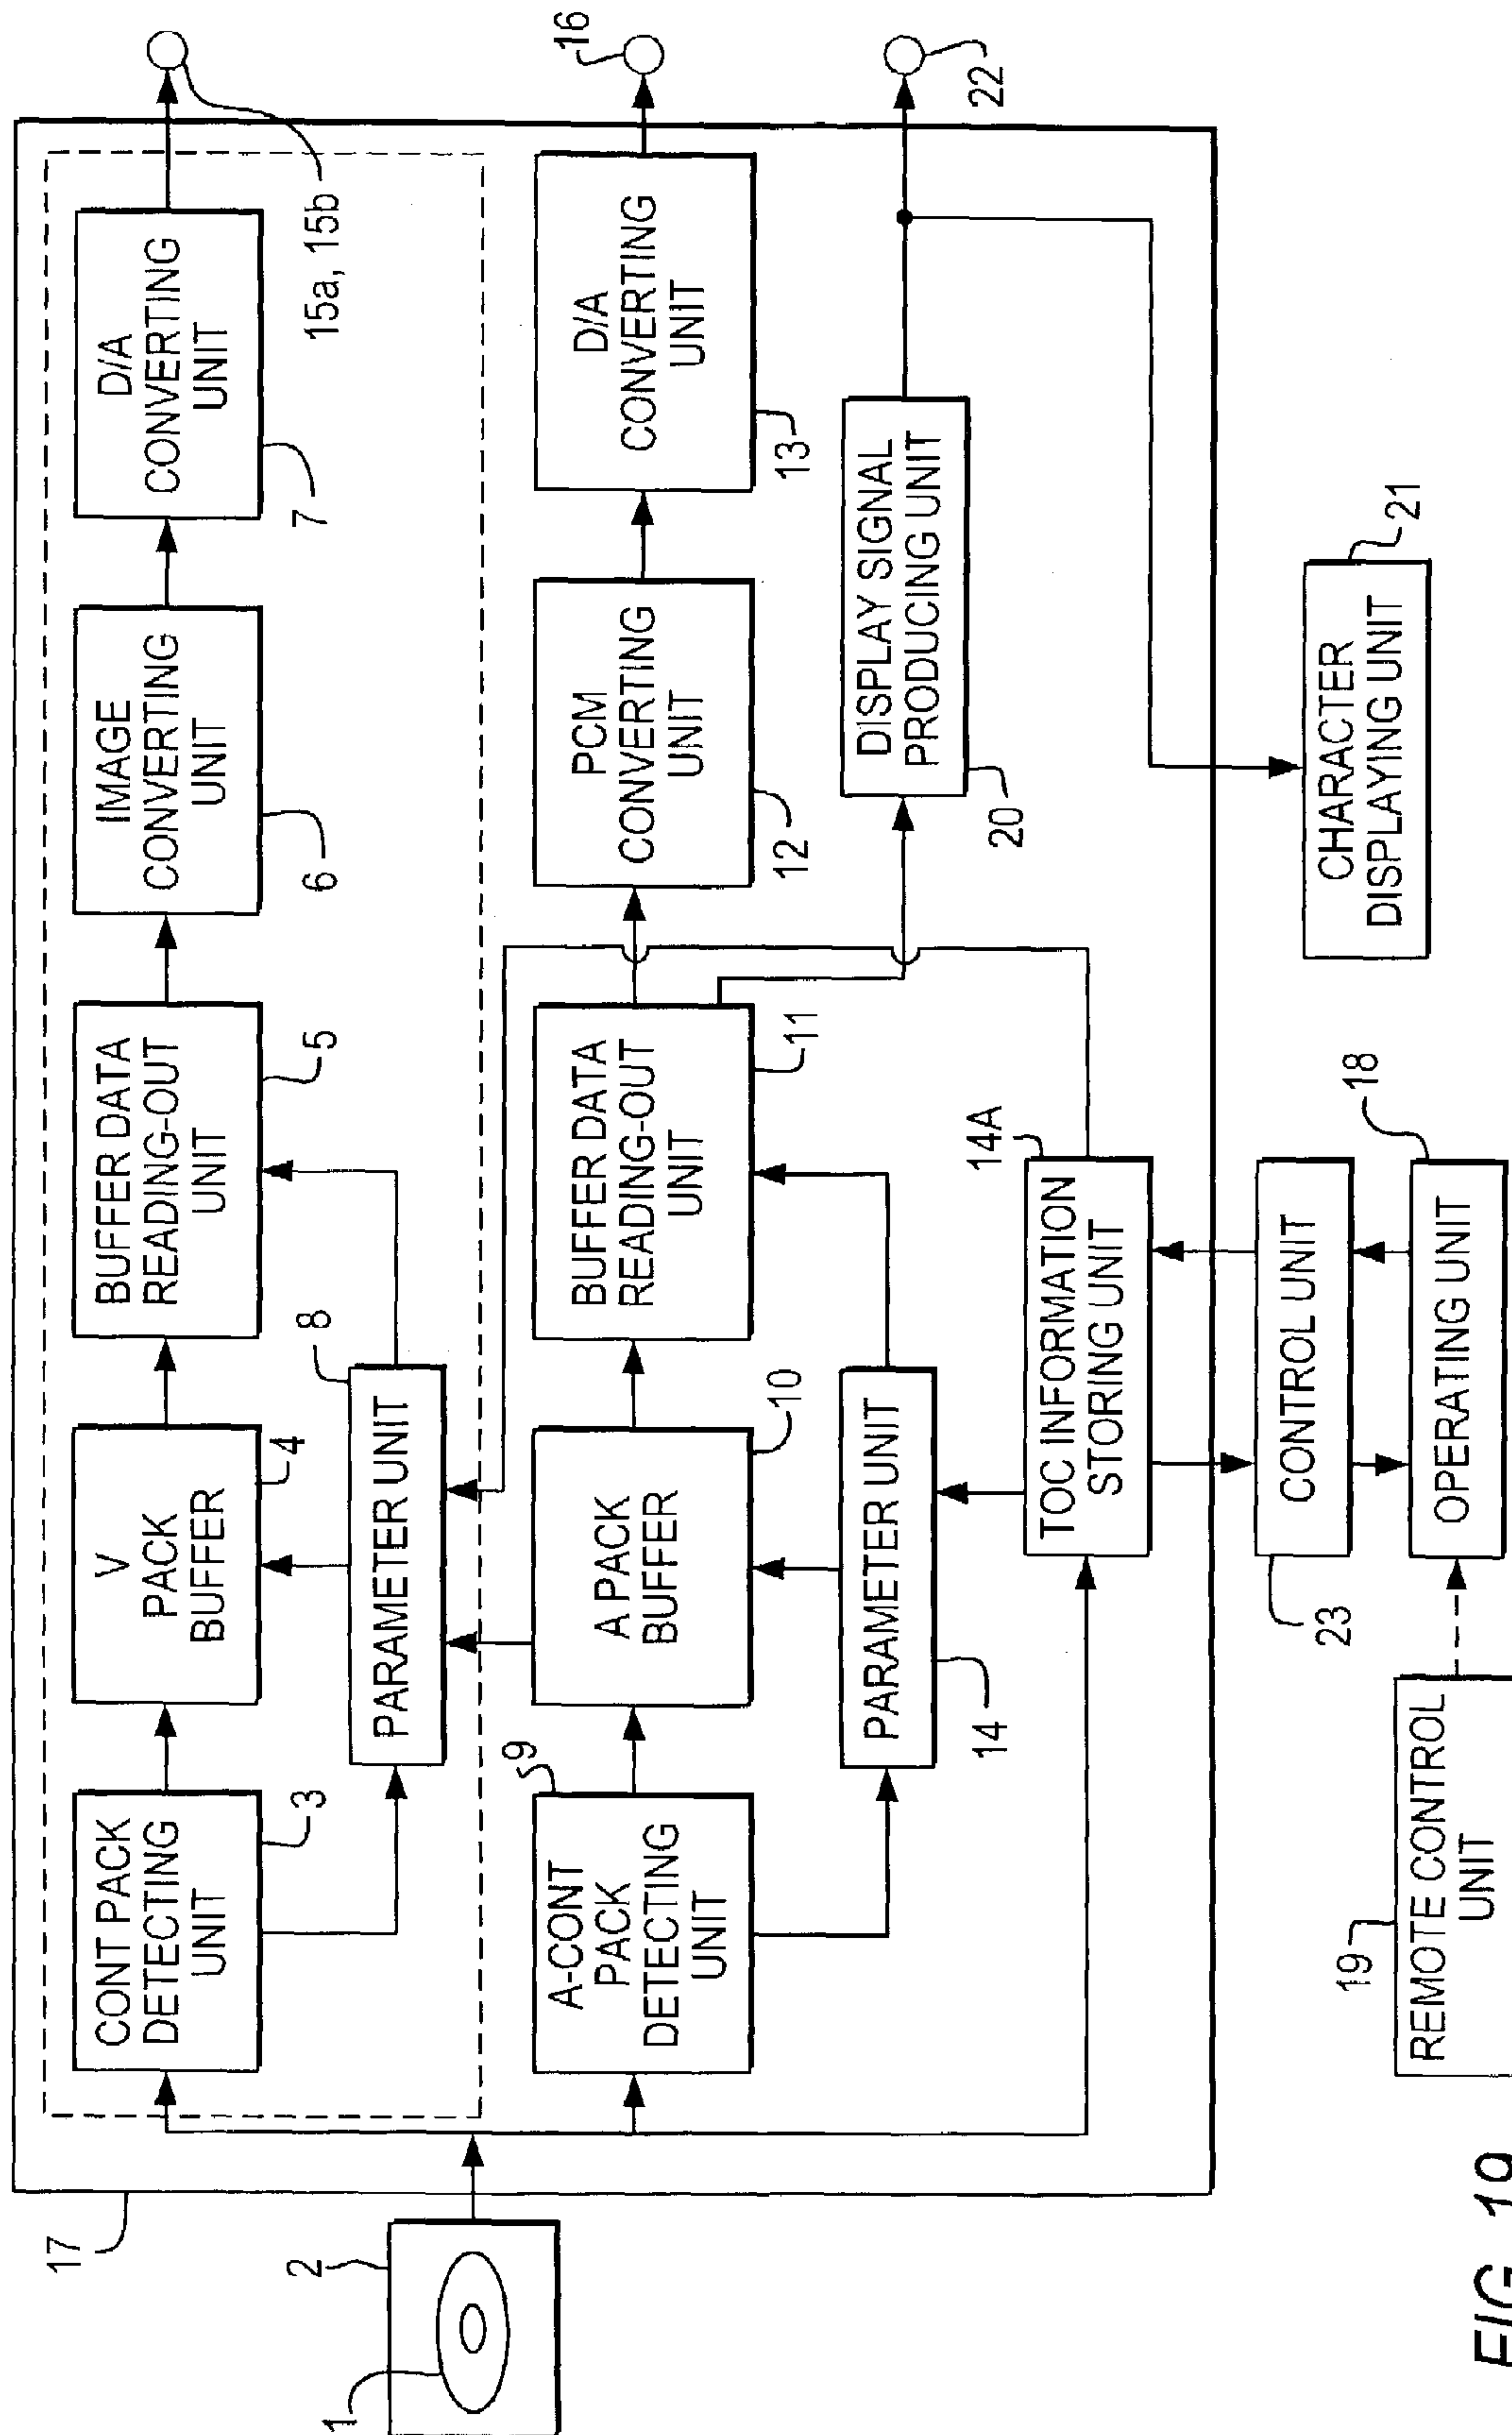 17
2
1
CONT PACK
DETECTING
UNIT
3
V
PACK
BUFFER
4
BUFFER DATA
READING-OUT
UNIT
5
IMAGE
CONVERTING
UNIT
6
D/A
CONVERTING
UNIT
7
15a, 15b
PARAMETER UNIT
8
A-CONT
PACK
DETECTING
UNIT
9
A PACK
BUFFER
10
BUFFER DATA
READING-OUT
UNIT
11
PCM
CONVERTING
UNIT
12
D/A
CONVERTING
UNIT
13
16
PARAMETER UNIT
14
DISPLAY SIGNAL
PRODUCING UNIT
20
22
TOC INFORMATION
STORING UNIT
14A
CONTROL UNIT
23
OPERATING UNIT
18
CHARACTER
DISPLAYING UNIT
21
REMOTE CONTROL
UNIT
19
FIG. 19